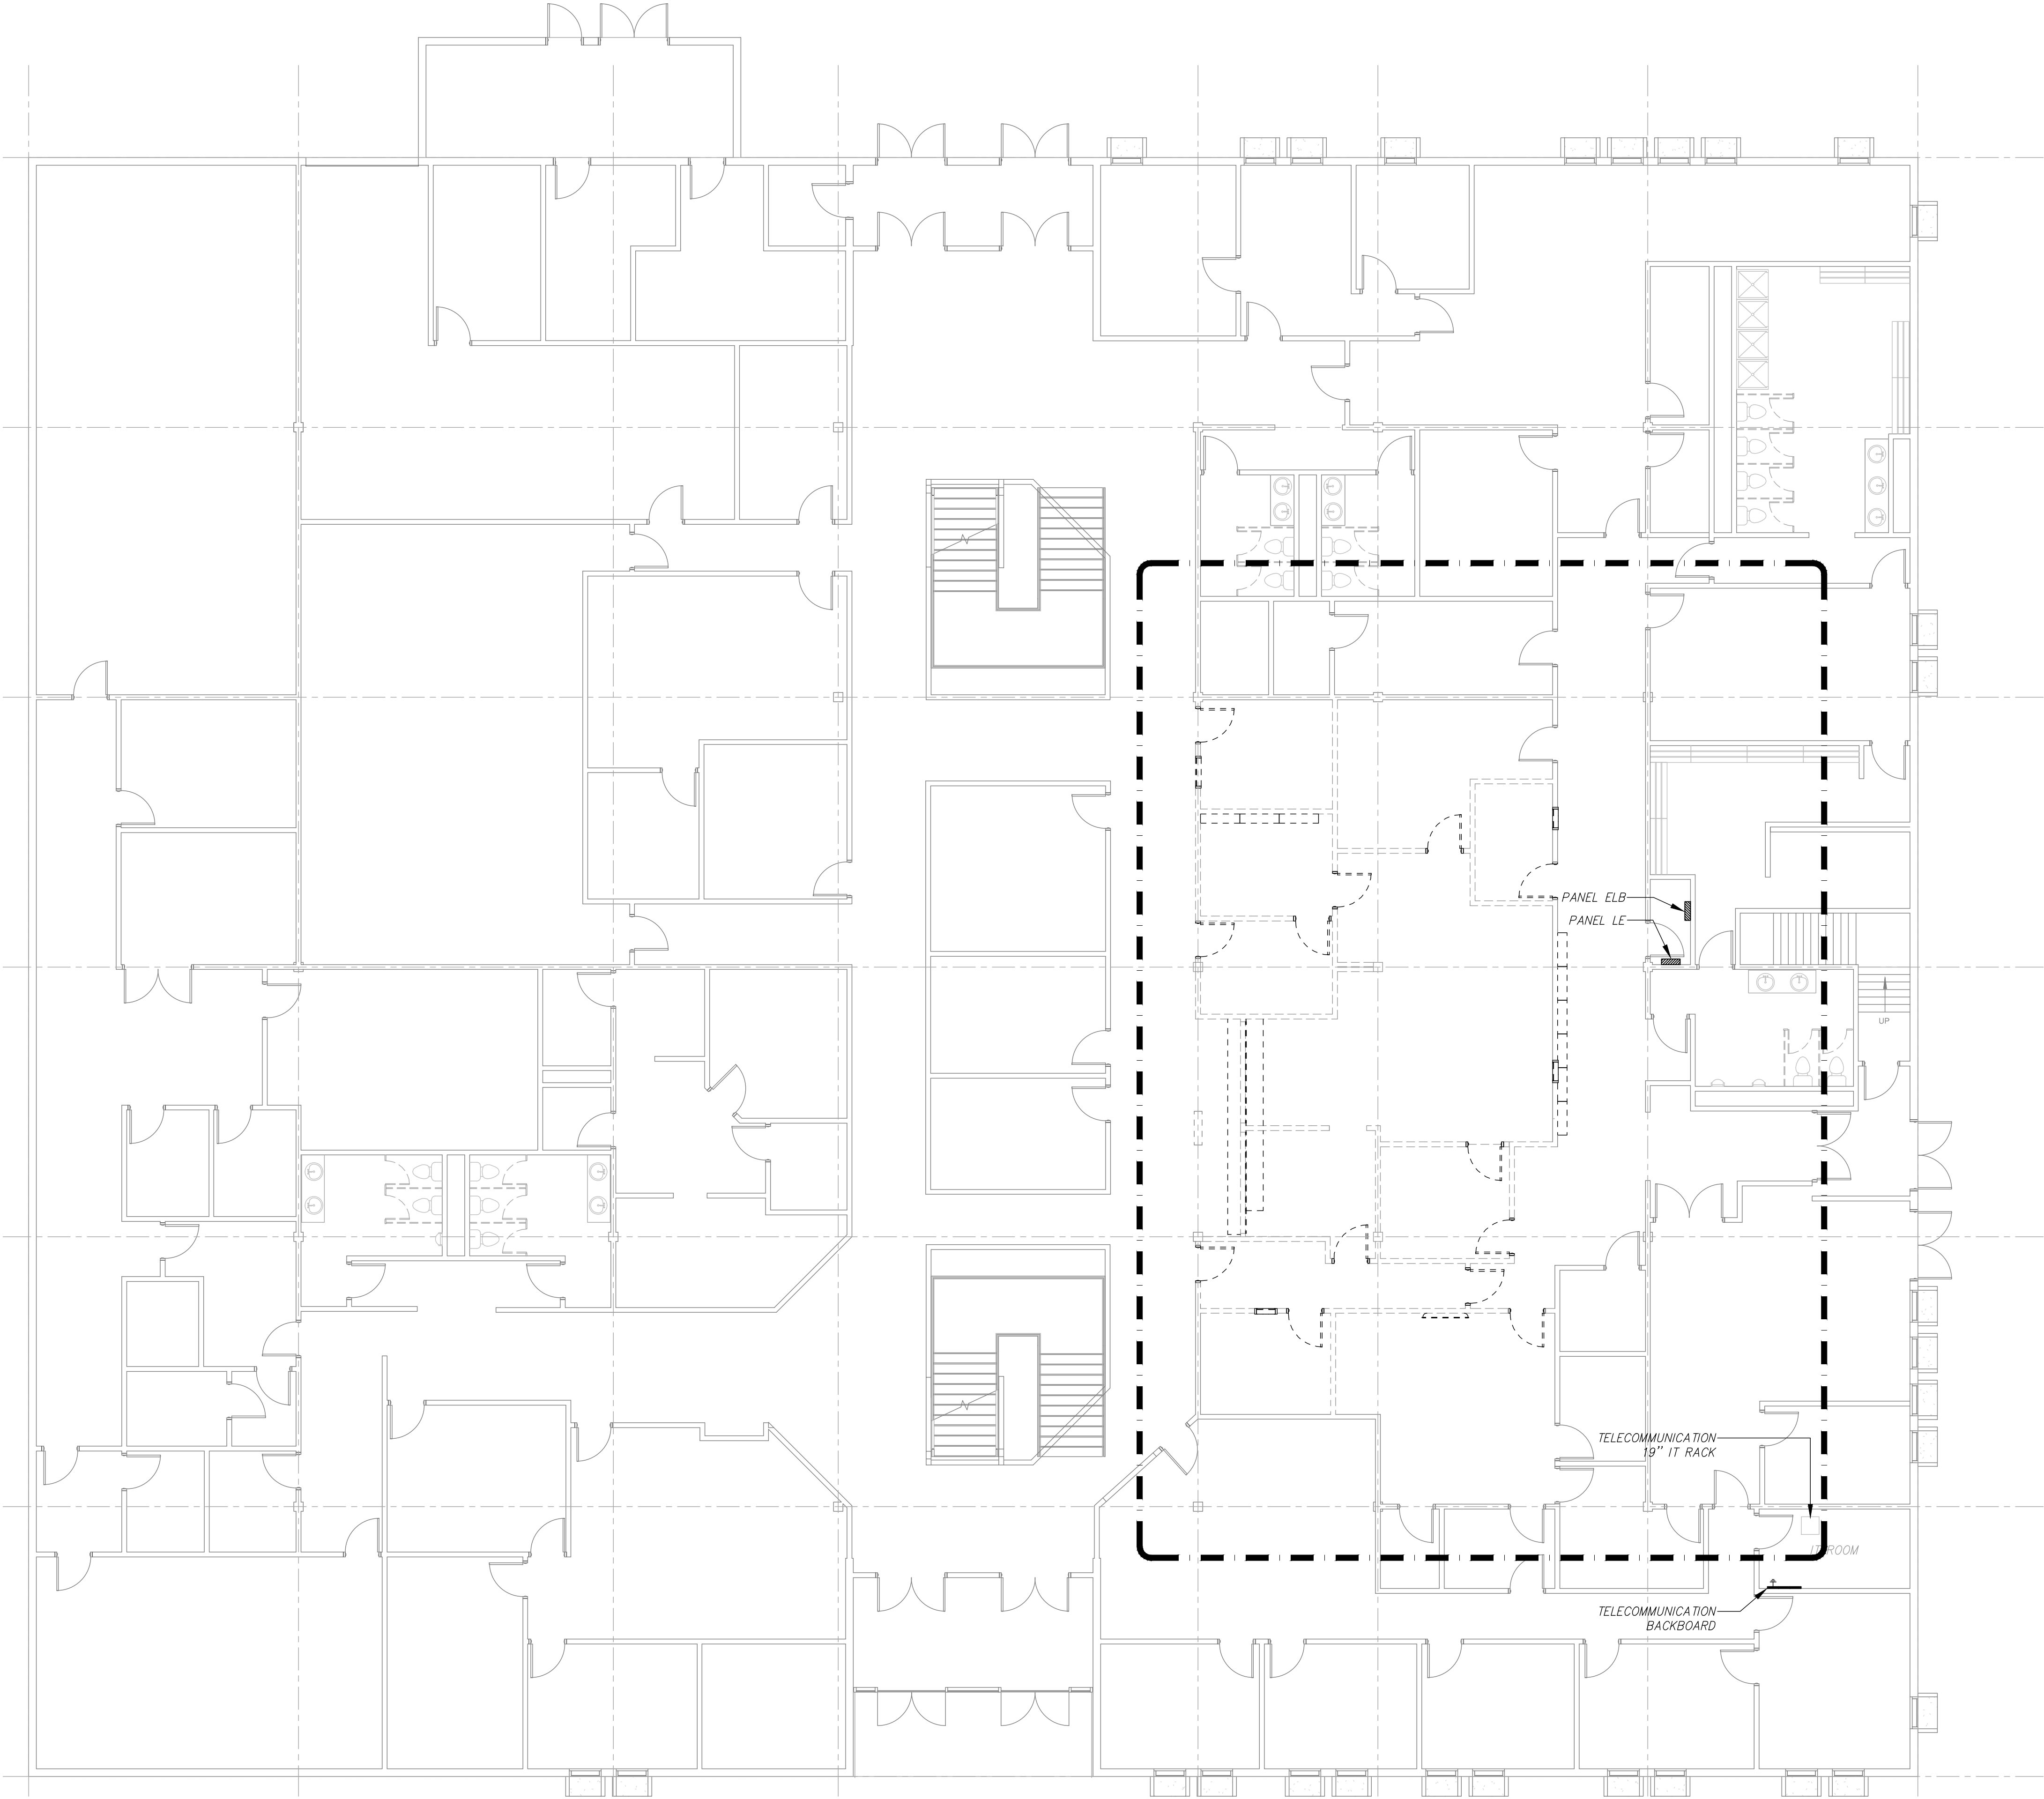 PANEL ELB
PANEL LE
UP
TELECOMMUNICATION
19" IT RACK
IT ROOM
TELECOMMUNICATION
BACKBOARD